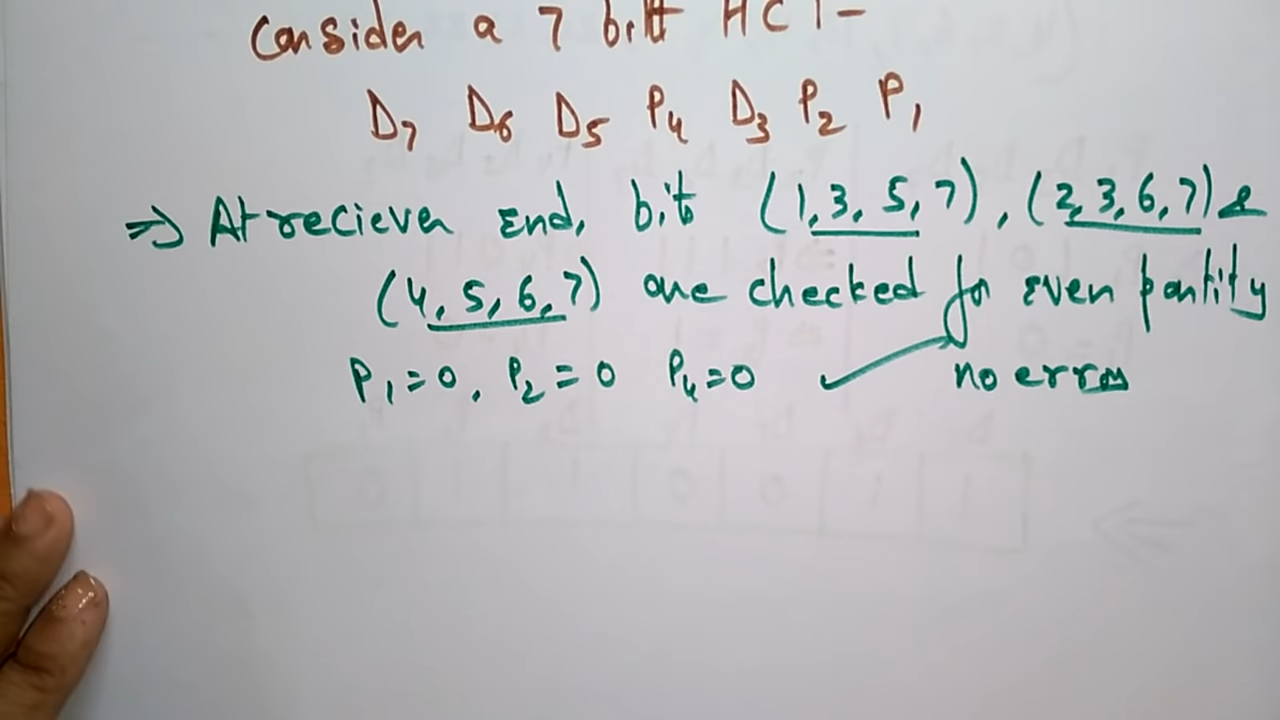 Consider a 7 bit HC :-
D7 D6 D5 P4 D3 P2 P1
=> At reciever End, bits (1,3,5,7), (2,3,6,7) &
(4,5,6,7) are checked for even partity
P1=0, P2=0 P4=0 ✓ no error